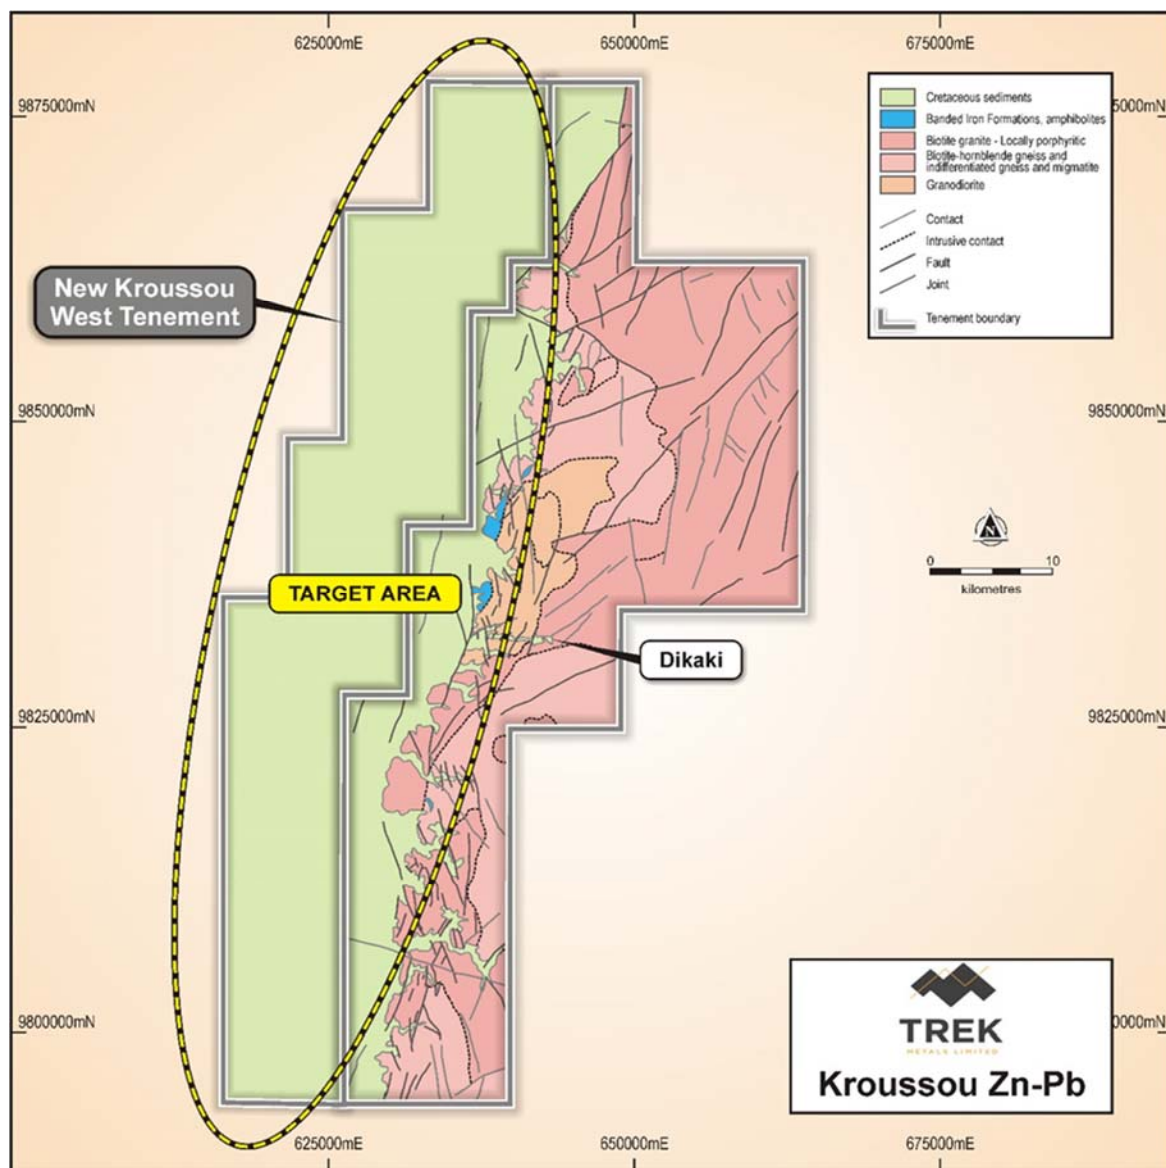 625000mE
650000mE
675000mE
9875000mN
5000mN
Cretaceous sediments
Banded Iron Formations, amphibolites
Biotite granite - Locally porphyritic
Biotite-hornblende gneiss and
indifferentiated gneiss and migmatite
Granodiorite
Contact
Intrusive contact
Fault
Joint
Tenement boundary
New Kroussou
West Tenement
9850000mN
9850000mN
N
0
10
kilometres
TARGET AREA
Dikaki
9825000mN
9825000mN
9800000mN
0000mN
TREK
METALS LIMITED
Kroussou Zn-Pb
625000mE
650000mE
675000mE